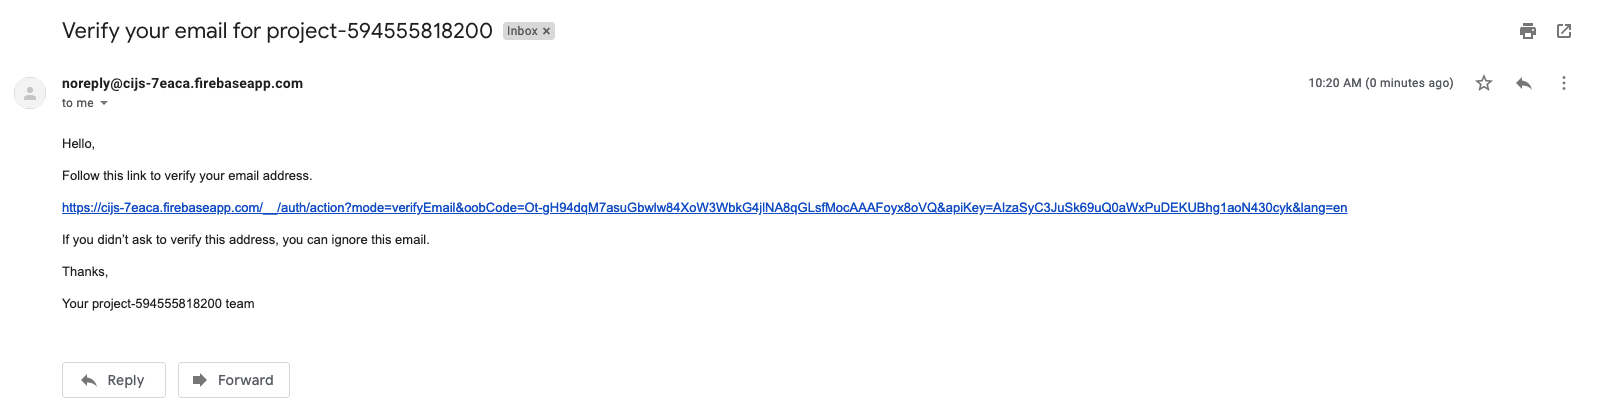 Verify your email for project-594555818200 Inbox ×
noreply@cijs-7eaca.firebaseapp.com 10:20 AM (0 minutes ago)
to me
Hello,
Follow this link to verify your email address.
https://cijs-7eaca.firebaseapp.com/__/auth/action?mode=verifyEmail&oobCode=Ot-gH94dqM7asuGbwlw84XoW3WbkG4jlNA8qGLsfMocAAAFoyx8oVQ&apiKey=AIzaSyC3JuSk69uQ0aWxPuDEKUBhg1aoN430cyk&lang=en
If you didn’t ask to verify this address, you can ignore this email.
Thanks,
Your project-594555818200 team
Reply Forward